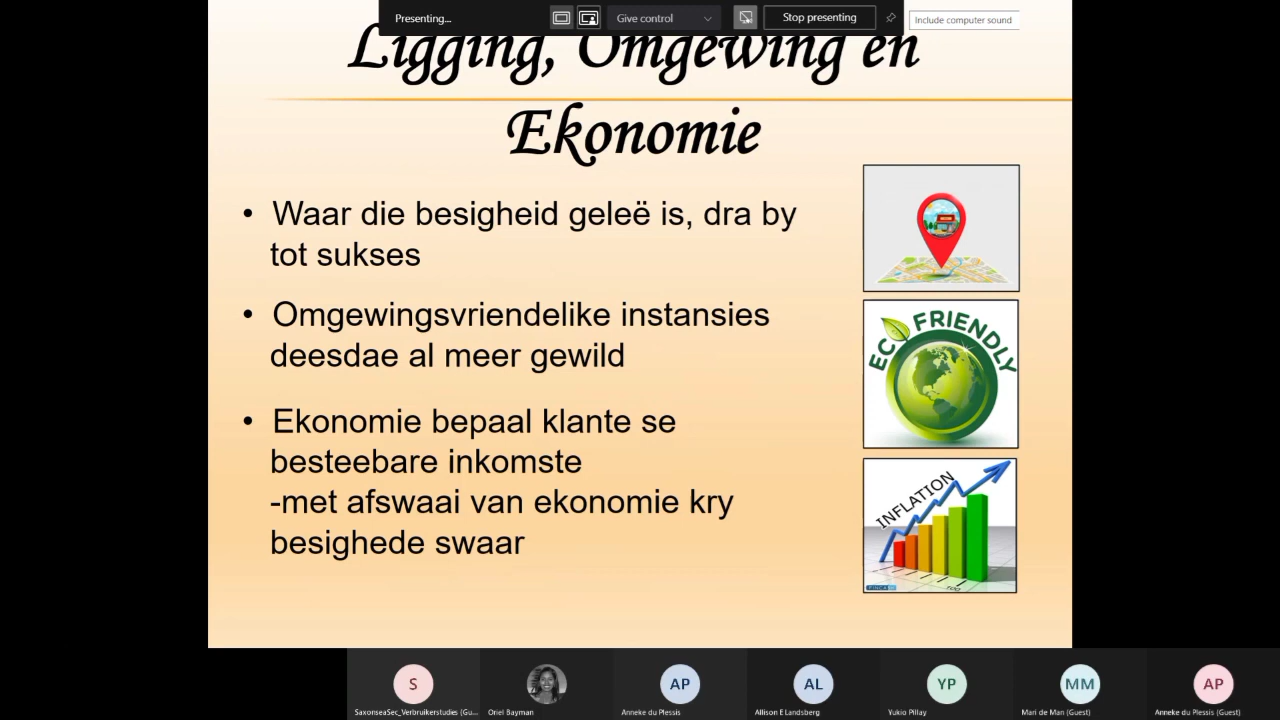 Presenting...
Give control
Stop presenting
Include computer sound
Ligging, Omgewing en
Ekonomie
• Waar die besigheid geleë is, dra by
tot sukses
• Omgewingsvriendelike instansies
deesdae al meer gewild
• Ekonomie bepaal klante se
besteebare inkomste
-met afswaai van ekonomie kry
besighede swaar
ECO FRIENDLY
INFLATION
S
AP
AL
YP
MM
AP
SaxonseaSec_Verbruikerstudies (Gu...
Oriel Bayman
Anneke du Plessis
Allison E Landsberg
Yukio Pillay
Mari de Man (Guest)
Anneke du Plessis (Guest)